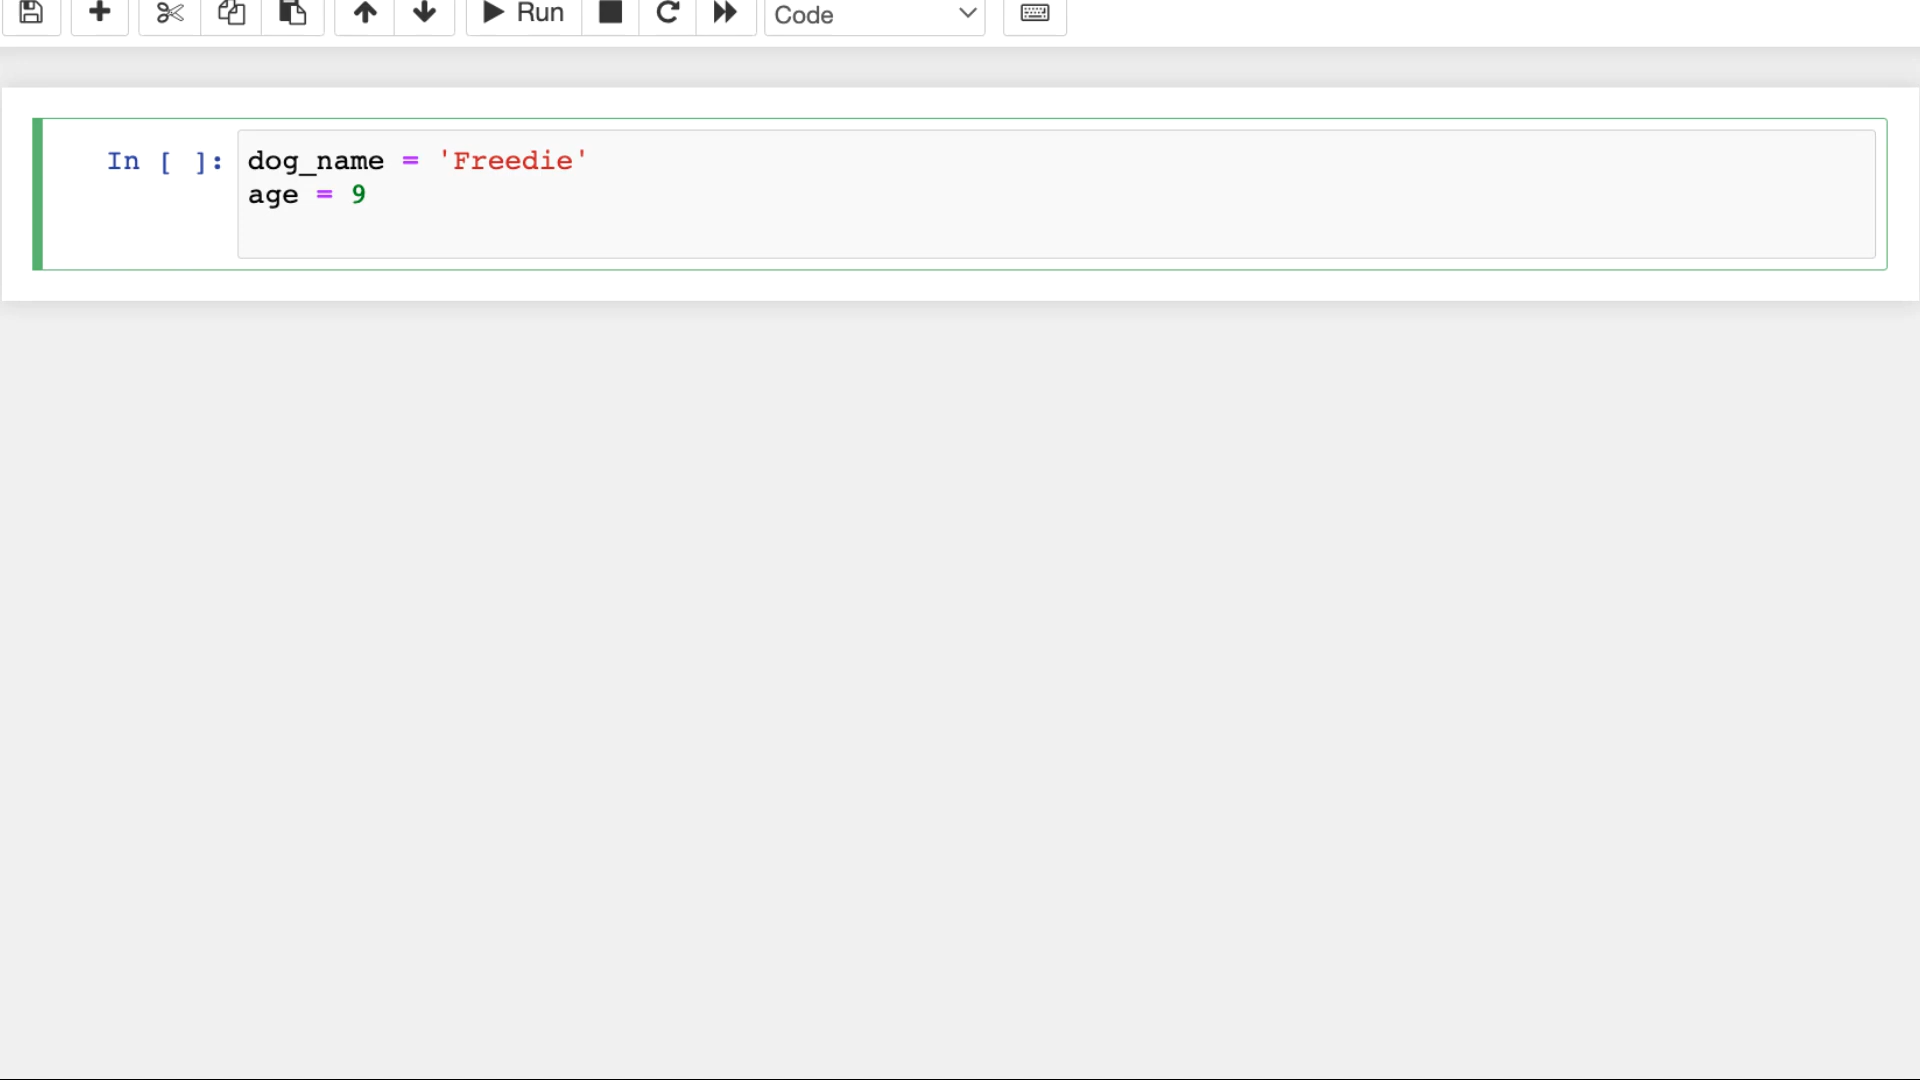 Run
Code
In [ ]:
dog_name = 'Freedie'
age = 9